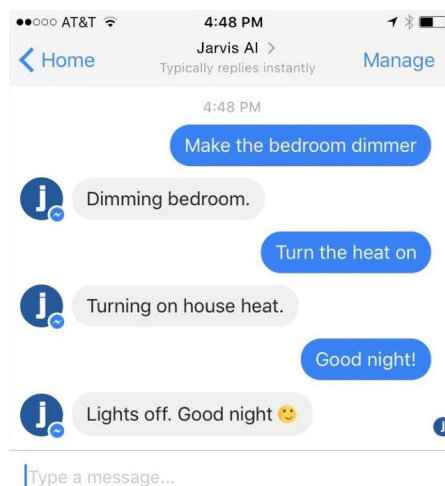 AT&T 4:48 PM
Home Jarvis AI > Manage
Typically replies instantly
4:48 PM
Make the bedroom dimmer
j Dimming bedroom.
Turn the heat on
j Turning on house heat.
Good night!
j Lights off. Good night 🙂
j
Type a message...